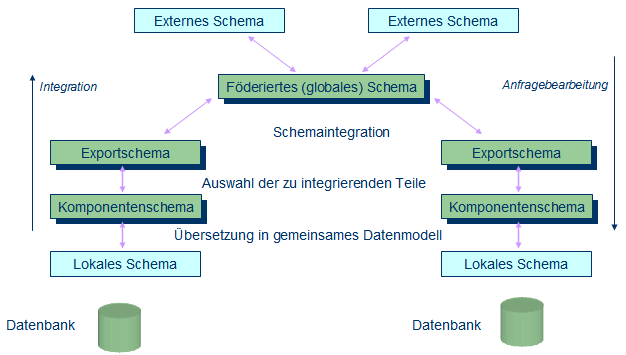 Externes Schema
Externes Schema
Integration
Föderiertes (globales) Schema
Anfragebearbeitung
Schemaintegration
Exportschema
Exportschema
Auswahl der zu integrierenden Teile
Komponentenschema
Komponentenschema
Übersetzung in gemeinsames Datenmodell
Lokales Schema
Lokales Schema
Datenbank
Datenbank